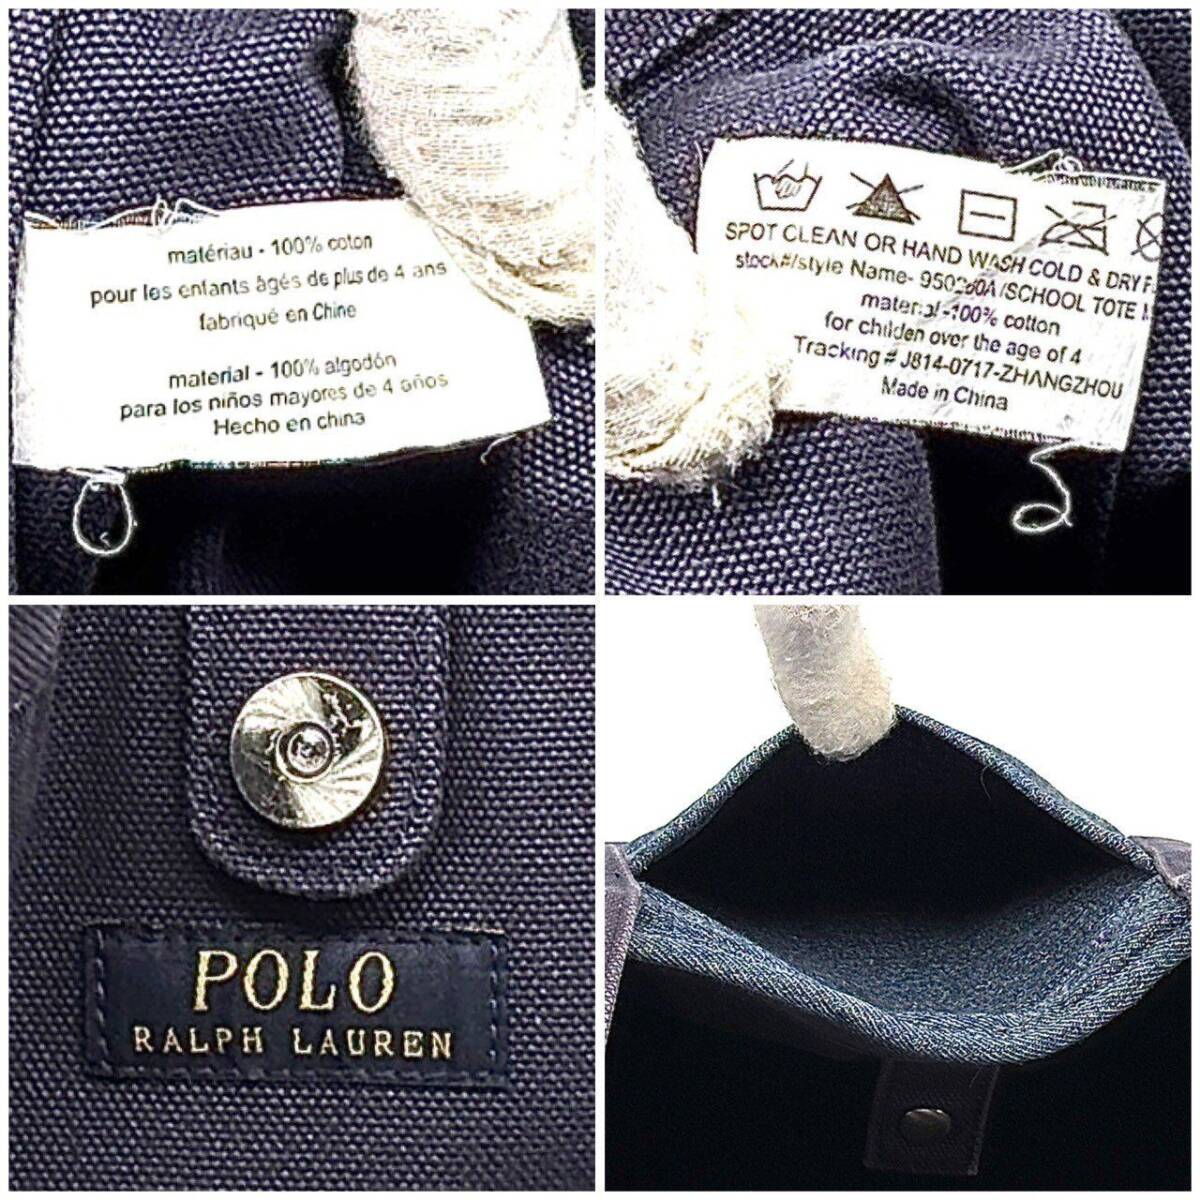 matériau - 100% coton
pour les enfants âgés de plus de 4 ans
fabriqué en Chine
material - 100% algodón
para los niños mayores de 4 años
Hecho en china
SPOT CLEAN OR HAND WASH COLD & DRY
stock#/style Name- /SCHOOL TOTE
material -100% cotton
for childen over the age of 4
Tracking # J814-0717-ZHANGZHOU
Made in China
POLO
RALPH LAUREN